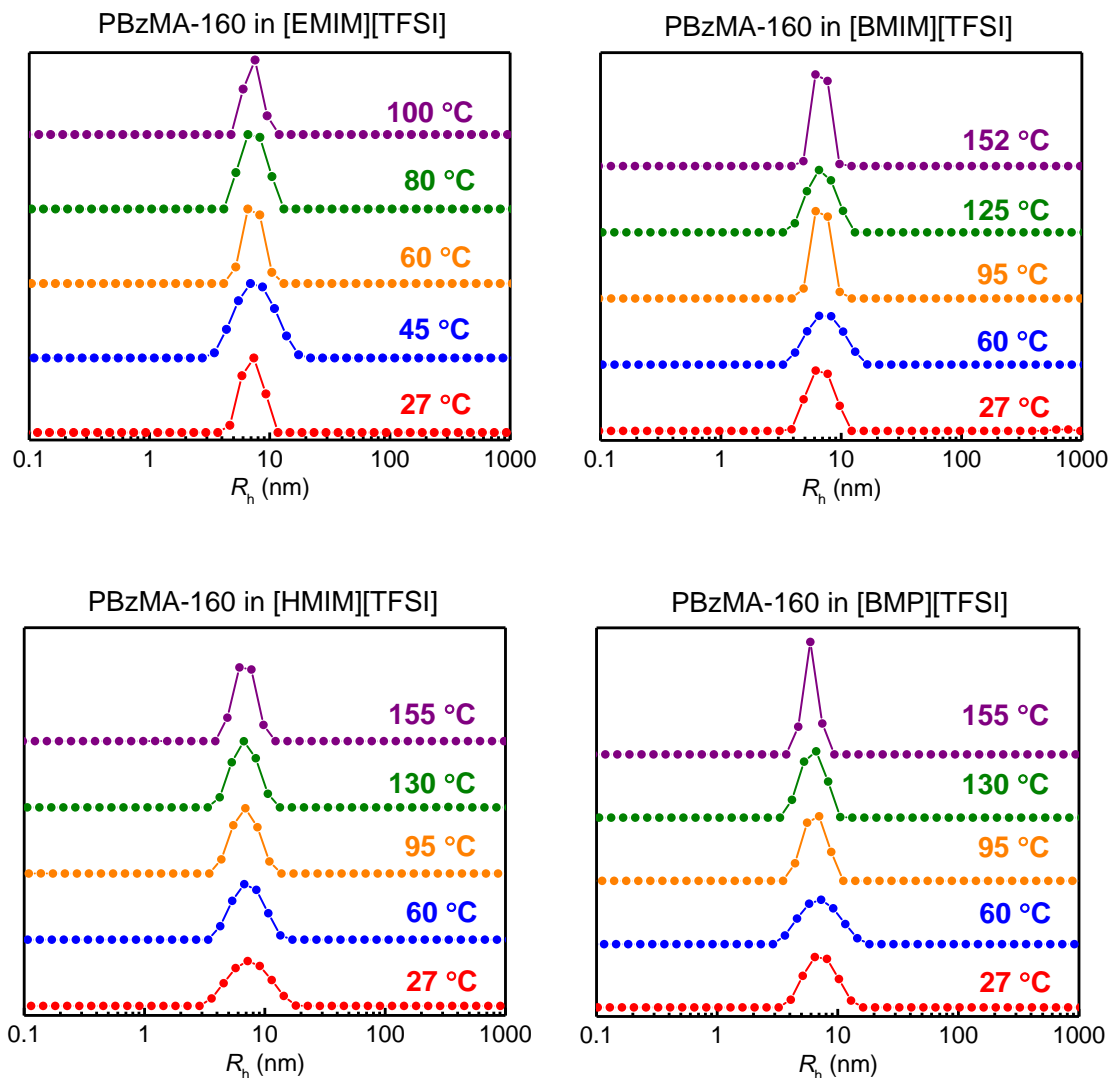 PBzMA-160 in [EMIM][TFSI]
100 °C
80 °C
60 °C
45 °C
27 °C
0.1 1 10 100 1000
Rh (nm)
PBzMA-160 in [BMIM][TFSI]
152 °C
125 °C
95 °C
60 °C
27 °C
0.1 1 10 100 1000
Rh (nm)
PBzMA-160 in [HMIM][TFSI]
155 °C
130 °C
95 °C
60 °C
27 °C
0.1 1 10 100 1000
Rh (nm)
PBzMA-160 in [BMP][TFSI]
155 °C
130 °C
95 °C
60 °C
27 °C
0.1 1 10 100 1000
Rh (nm)